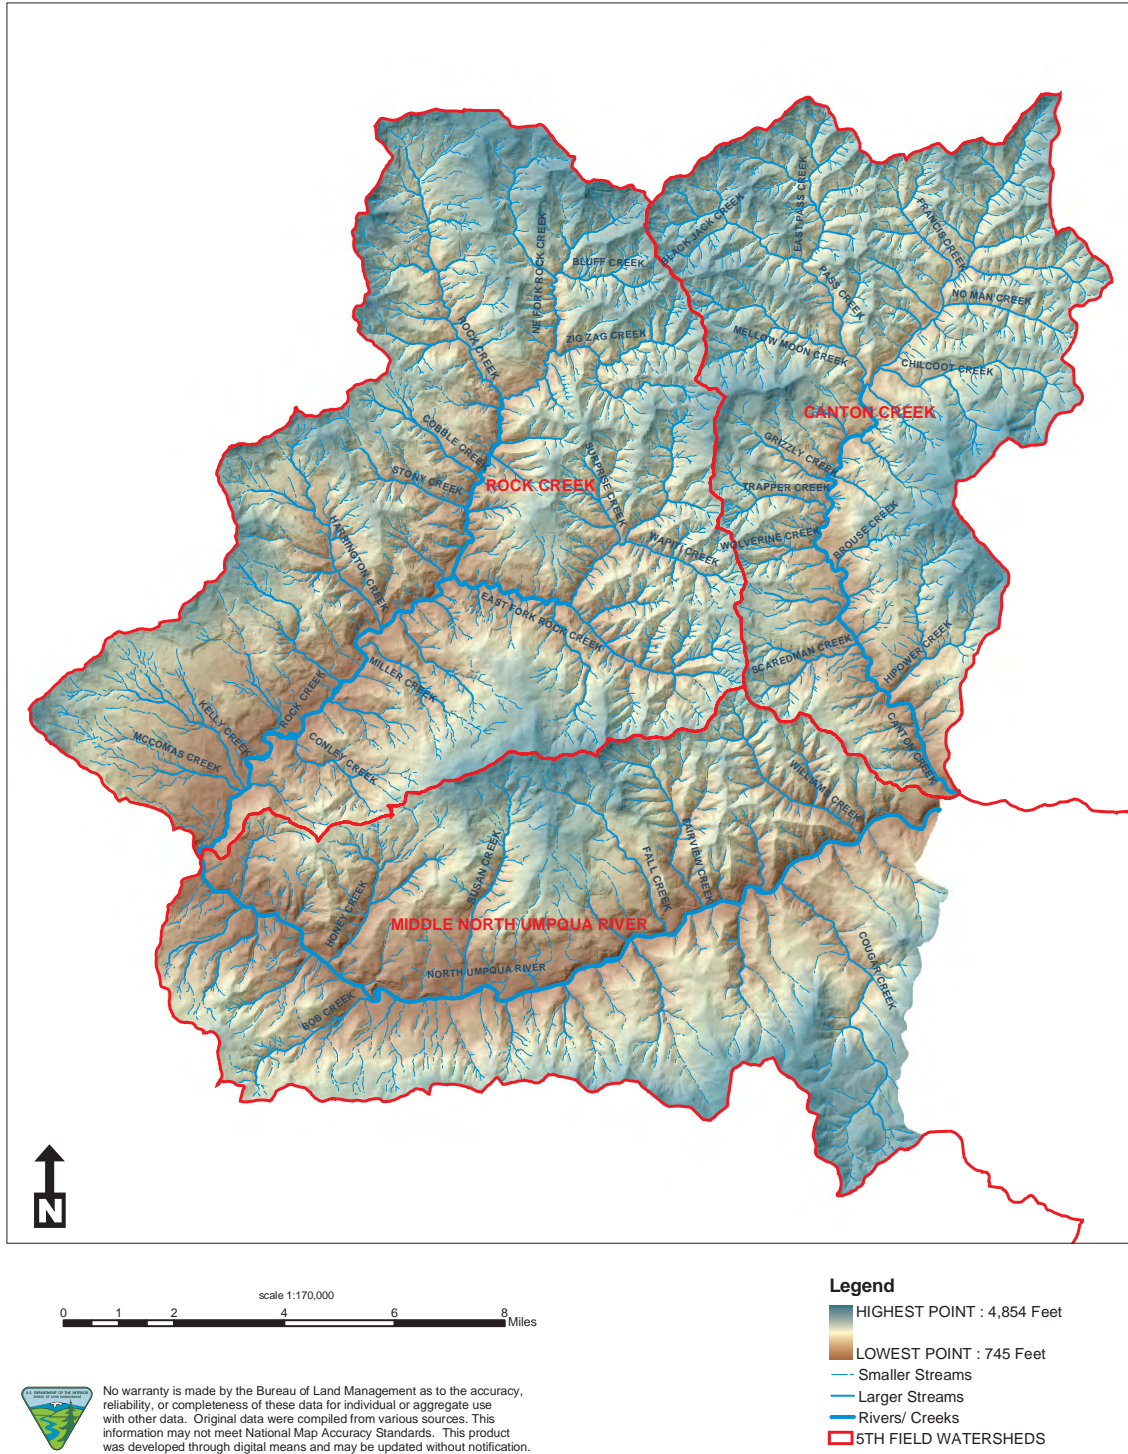 BLACK JACK CREEK
EAST PASS CREEK
FRANCIS CREEK
NE FORK ROCK CREEK
BLUFF CREEK
PASS CREEK
NO MAN CREEK
ROCK CREEK
ZIG ZAG CREEK
MELLOW MOON CREEK
CHILCOOT CREEK
CANTON CREEK
COBBLE CREEK
GRIZZLY CREEK
STONY CREEK
ROCK CREEK
SURPRISE CREEK
TRAPPER CREEK
HARRINGTON CREEK
WAPITI CREEK
WOLVERINE CREEK
BROUSE CREEK
EAST FORK ROCK CREEK
SCAREDMAN CREEK
HIPOWER CREEK
MILLER CREEK
ROCK CREEK
KELLY CREEK
MCCOMAS CREEK
CONLEY CREEK
CANTON CREEK
WILLIAMS CREEK
SUSAN CREEK
FALL CREEK
FAIRVIEW CREEK
HONEY CREEK
MIDDLE NORTH UMPQUA RIVER
COUGAR CREEK
NORTH UMPQUA RIVER
BOB CREEK
N
scale 1:170,000
0 1 2 4 6 8
Miles
Legend
HIGHEST POINT : 4,854 Feet
LOWEST POINT : 745 Feet
Smaller Streams
Larger Streams
Rivers/ Creeks
5TH FIELD WATERSHEDS
U.S. DEPARTMENT OF THE INTERIOR
BUREAU OF LAND MANAGEMENT
No warranty is made by the Bureau of Land Management as to the accuracy,
reliability, or completeness of these data for individual or aggregate use
with other data. Original data were compiled from various sources. This
information may not meet National Map Accuracy Standards. This product
was developed through digital means and may be updated without notification.